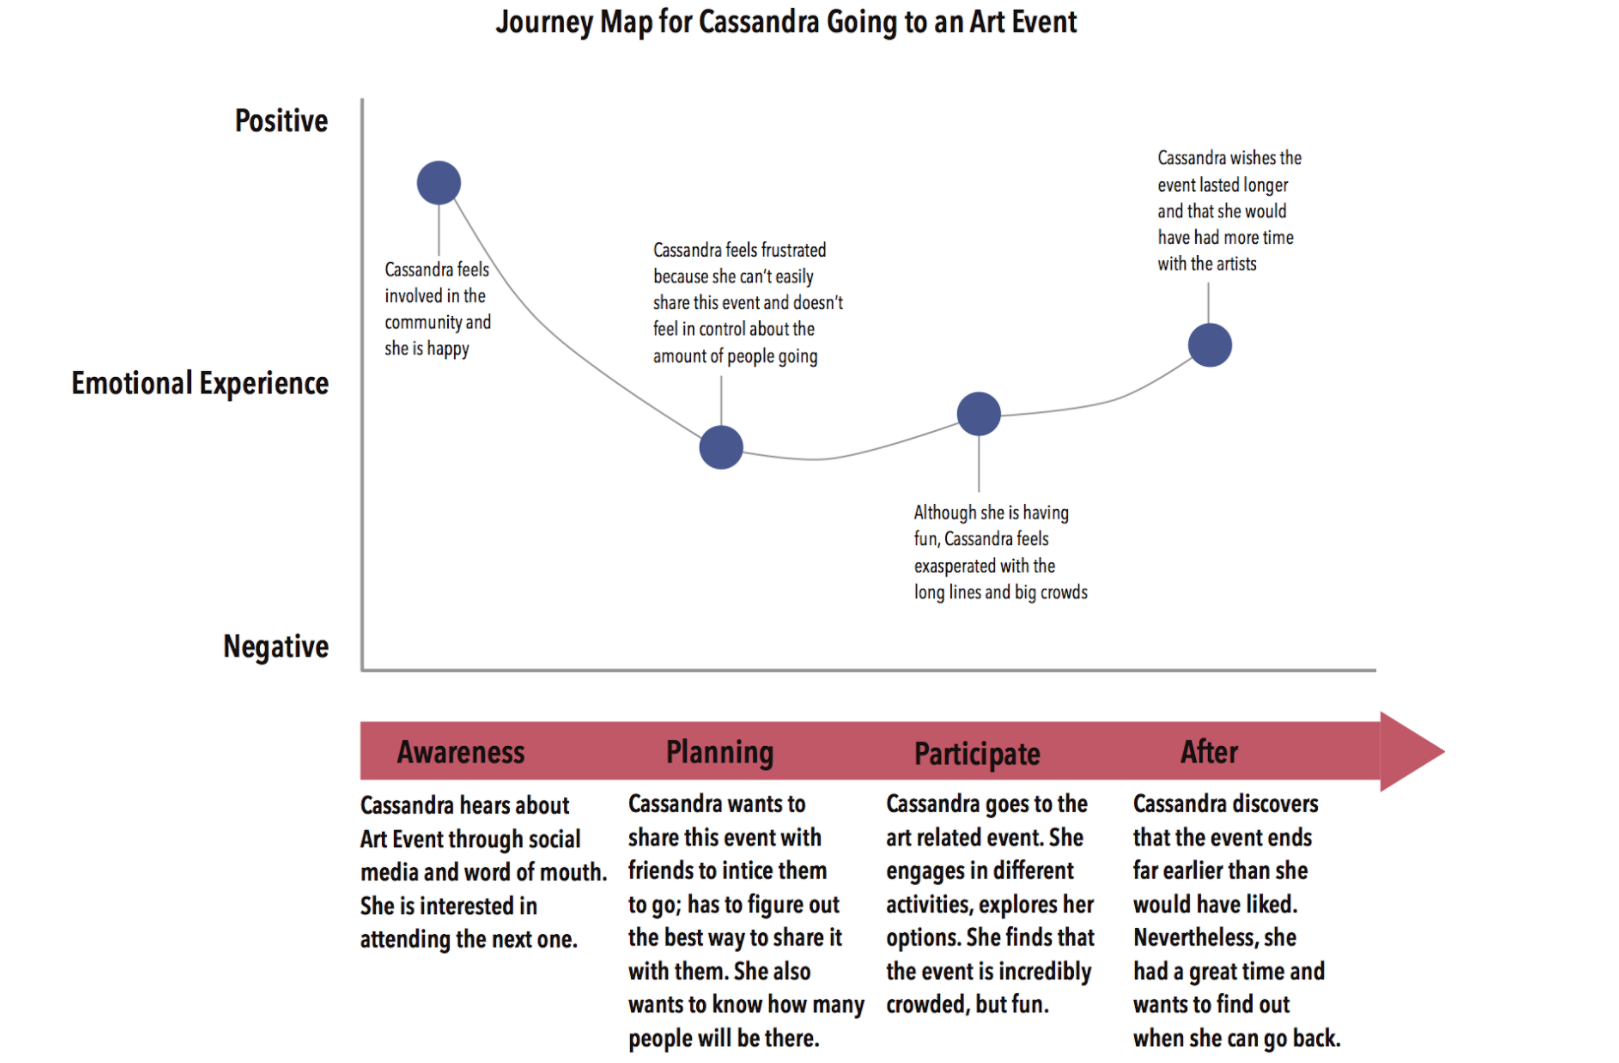 Journey Map for Cassandra Going to an Art Event
Positive
Emotional Experience
Negative
Cassandra feels
involved in the
community and
she is happy
Cassandra feels frustrated
because she can't easily
share this event and doesn't
feel in control about the
amount of people going
Although she is having
fun, Cassandra feels
exasperated with the
long lines and big crowds
Cassandra wishes the
event lasted longer
and that she would
have had more time
with the artists
Awareness
Cassandra hears about
Art Event through social
media and word of mouth.
She is interested in
attending the next one.
Planning
Cassandra wants to
share this event with
friends to intice them
to go; has to figure out
the best way to share it
with them. She also
wants to know how many
people will be there.
Participate
Cassandra goes to the
art related event. She
engages in different
activities, explores her
options. She finds that
the event is incredibly
crowded, but fun.
After
Cassandra discovers
that the event ends
far earlier than she
would have liked.
Nevertheless, she
had a great time and
wants to find out
when she can go back.